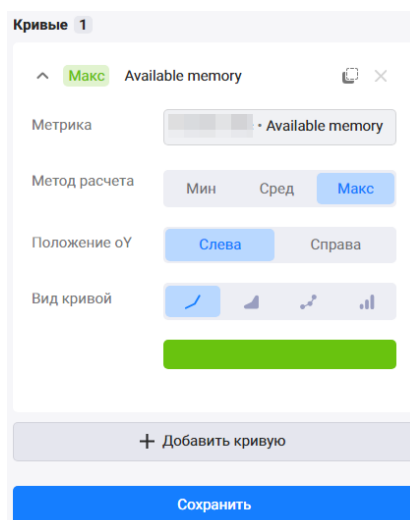 Кривые 1
Макс Available memory
Метрика · Available memory
Метод расчета Мин Сред Макс
Положение oY Слева Справа
Вид кривой
+ Добавить кривую
Сохранить